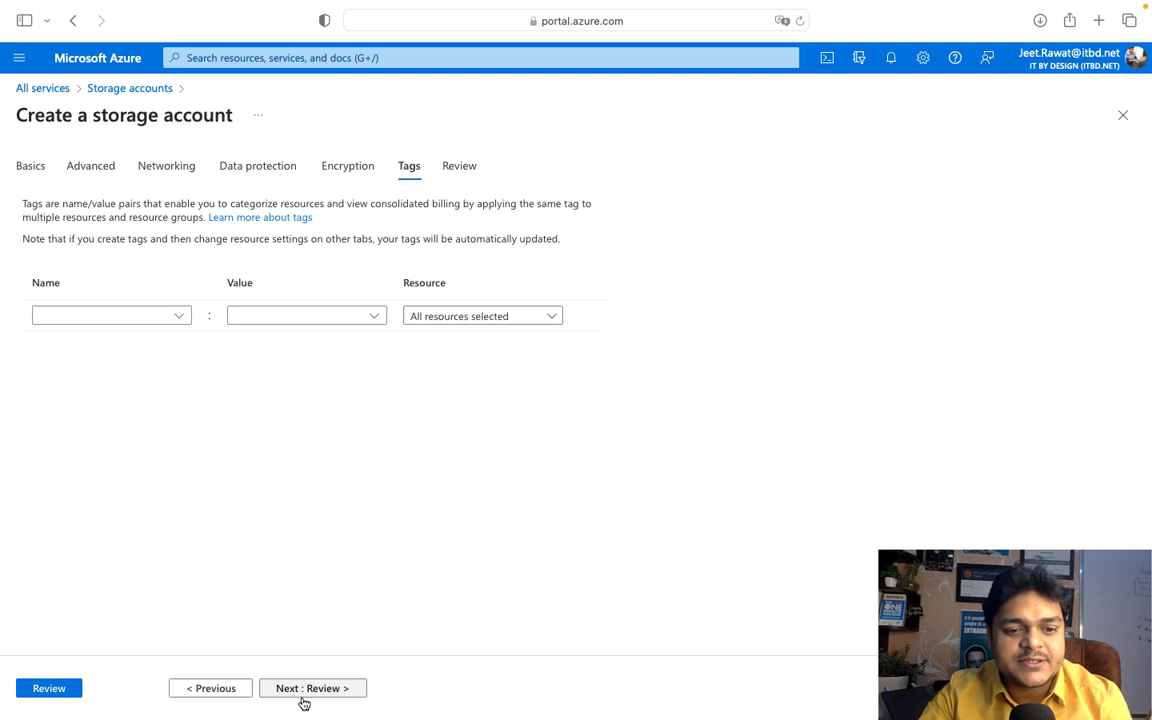 portal.azure.com
Microsoft Azure
Search resources, services, and docs (G+/)
Jeet.Rawat@itbd.net
IT BY DESIGN (ITBD.NET)
All services > Storage accounts >
Create a storage account ...
Basics Advanced Networking Data protection Encryption Tags Review
Tags are name/value pairs that enable you to categorize resources and view consolidated billing by applying the same tag to
multiple resources and resource groups. Learn more about tags
Note that if you create tags and then change resource settings on other tabs, your tags will be automatically updated.
Name Value Resource
: All resources selected
Review < Previous Next : Review >